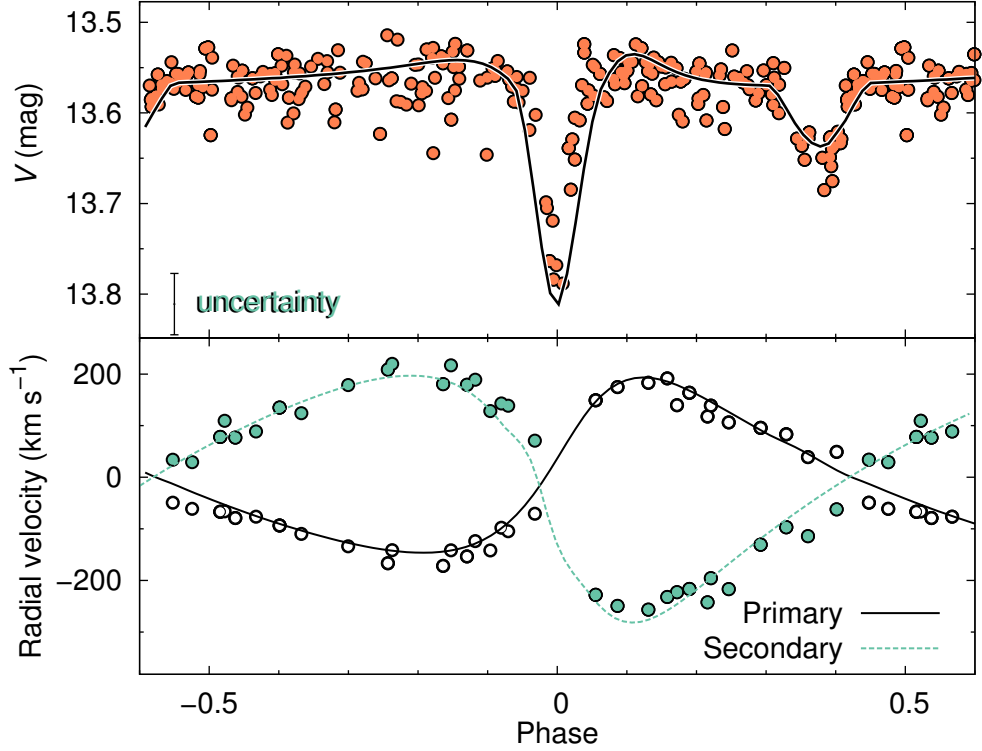 13.5
13.6
13.7
13.8
V (mag)
uncertainty
200
0
−200
Radial velocity (km s⁻¹)
Primary
Secondary
−0.5
0
0.5
Phase